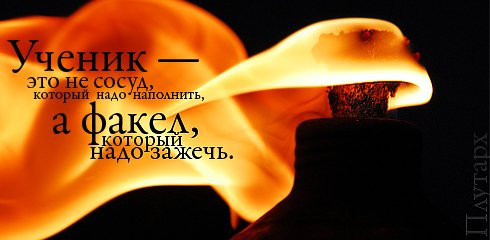 Ученик —
это не сосуд,
который надо наполнить,
а факел,
который
надо зажечь.
Плутарх